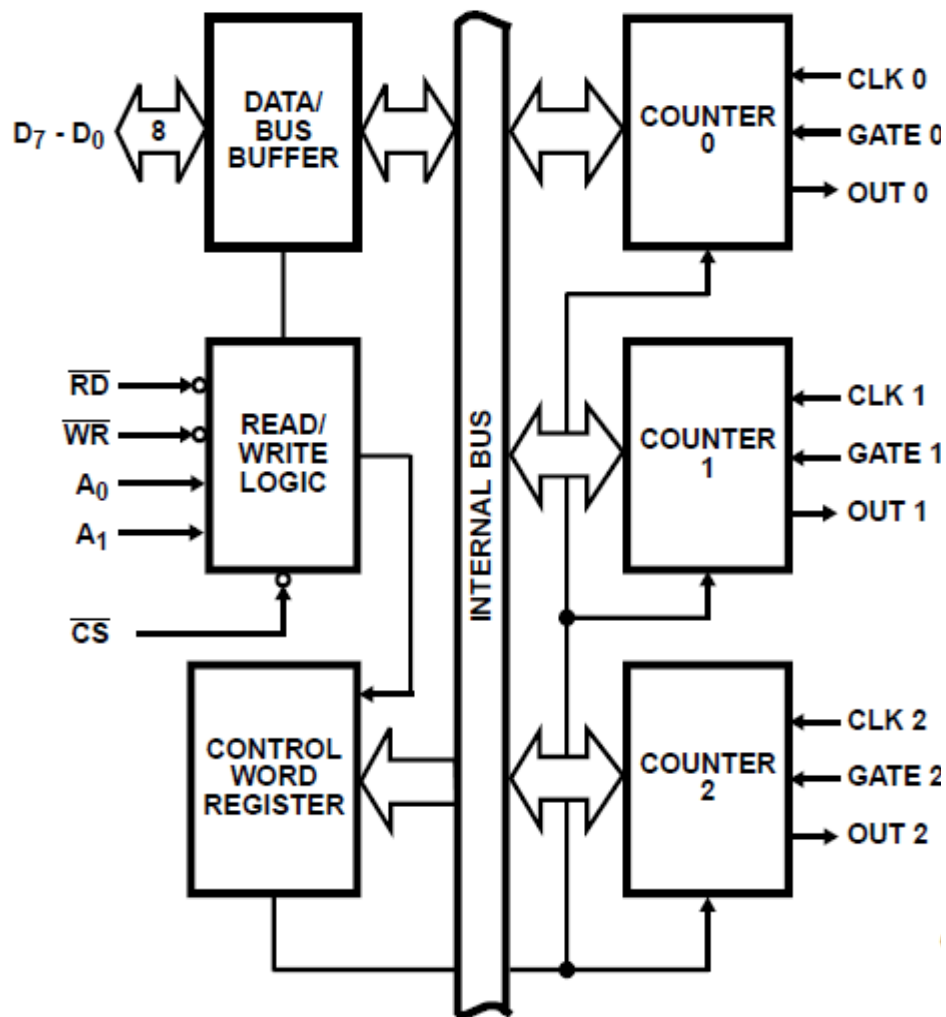 D7 - D0
8
DATA/
BUS
BUFFER
COUNTER
0
CLK 0
GATE 0
OUT 0
RD
WR
A0
A1
CS
READ/
WRITE
LOGIC
INTERNAL BUS
COUNTER
1
CLK 1
GATE 1
OUT 1
CONTROL
WORD
REGISTER
COUNTER
2
CLK 2
GATE 2
OUT 2